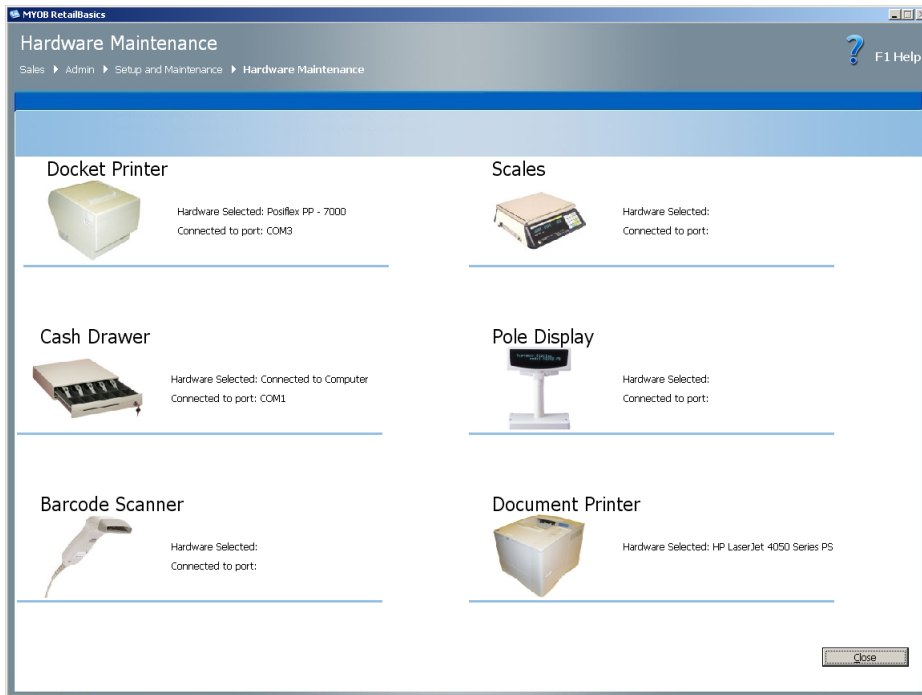 MYOB RetailBasics
Hardware Maintenance
F1 Help
Sales Admin Setup and Maintenance Hardware Maintenance
Docket Printer
Hardware Selected: Posiflex PP - 7000
Connected to port: COM3
Scales
Hardware Selected:
Connected to port:
Cash Drawer
Hardware Selected: Connected to Computer
Connected to port: COM1
Pole Display
Hardware Selected:
Connected to port:
Barcode Scanner
Hardware Selected:
Connected to port:
Document Printer
Hardware Selected: HP LaserJet 4050 Series PS
Close